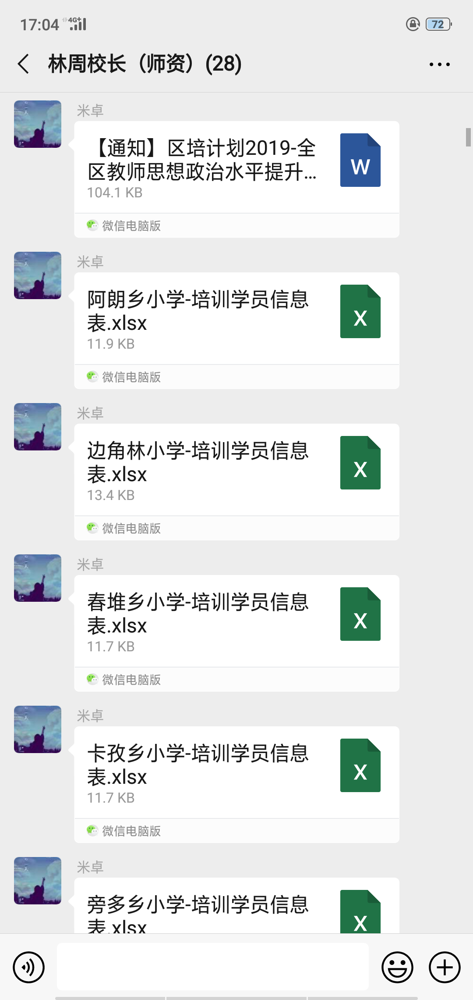 17:04 4G+ 72
林周校长（师资）(28)
米卓
【通知】区培计划2019-全
区教师思想政治水平提升...
104.1 KB
W
微信电脑版
米卓
阿朗乡小学-培训学员信息
表.xlsx
11.9 KB
X
微信电脑版
米卓
边角林小学-培训学员信息
表.xlsx
13.4 KB
X
微信电脑版
米卓
春堆乡小学-培训学员信息
表.xlsx
11.7 KB
X
微信电脑版
米卓
卡孜乡小学-培训学员信息
表.xlsx
11.7 KB
X
微信电脑版
米卓
旁多乡小学-培训学员信息
表.xlsx
X